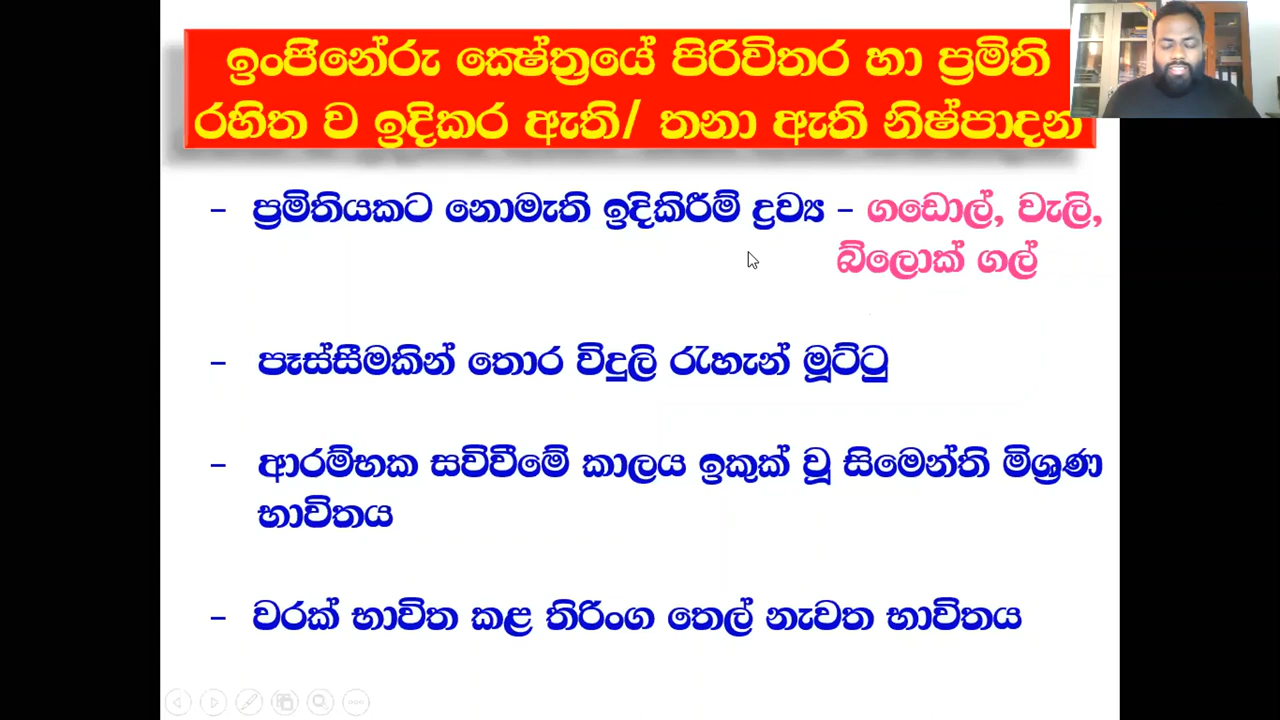 ඉංජිනේරු ක්‍ෂේත්‍රයේ පිරිවිතර හා ප්‍රමිති
රහිත ව ඉදිකර ඇති/ තනා ඇති නිෂ්පාදන
- ප්‍රමිතියකට නොමැති ඉදිකිරීම් ද්‍රව්‍ය – ගඩොල්, වැලි,
බ්ලොක් ගල්
- පෑස්සීමකින් තොර විදුලි රැහැන් මූට්ටු
- ආරම්භක සවිවීමේ කාලය ඉකුක් වූ සිමෙන්ති මිශ්‍රණ
භාවිතය
- වරක් භාවිත කළ තිරිංග තෙල් නැවත භාවිතය